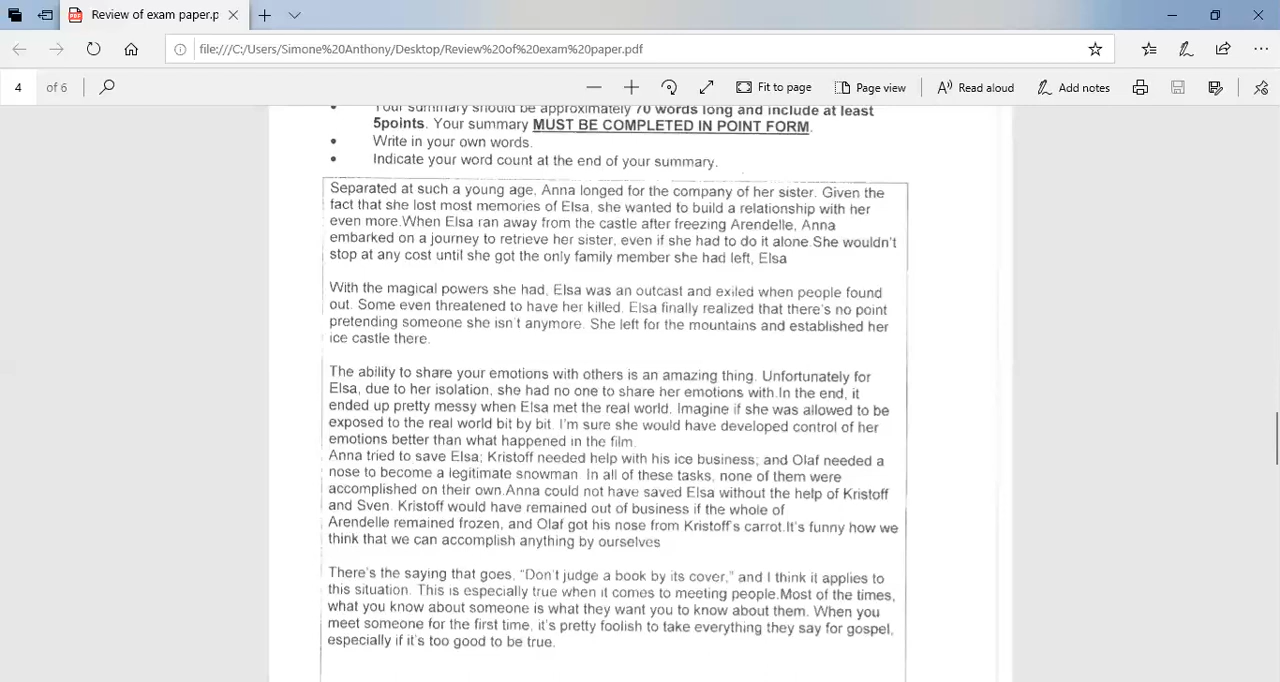 Review of exam paper.p
file:///C:/Users/Simone%20Anthony/Desktop/Review%20of%20exam%20paper.pdf
4 of 6 Fit to page Page view Read aloud Add notes
Your summary should be approximately 70 words long and include at least
5points. Your summary MUST BE COMPLETED IN POINT FORM.
• Write in your own words.
• Indicate your word count at the end of your summary.
Separated at such a young age, Anna longed for the company of her sister. Given the
fact that she lost most memories of Elsa, she wanted to build a relationship with her
even more.When Elsa ran away from the castle after freezing Arendelle, Anna
embarked on a journey to retrieve her sister, even if she had to do it alone.She wouldn't
stop at any cost until she got the only family member she had left, Elsa
With the magical powers she had, Elsa was an outcast and exiled when people found
out. Some even threatened to have her killed. Elsa finally realized that there's no point
pretending someone she isn't anymore. She left for the mountains and established her
ice castle there.
The ability to share your emotions with others is an amazing thing. Unfortunately for
Elsa, due to her isolation, she had no one to share her emotions with.In the end, it
ended up pretty messy when Elsa met the real world. Imagine if she was allowed to be
exposed to the real world bit by bit. I'm sure she would have developed control of her
emotions better than what happened in the film.
Anna tried to save Elsa; Kristoff needed help with his ice business; and Olaf needed a
nose to become a legitimate snowman. In all of these tasks, none of them were
accomplished on their own.Anna could not have saved Elsa without the help of Kristoff
and Sven. Kristoff would have remained out of business if the whole of
Arendelle remained frozen, and Olaf got his nose from Kristoff's carrot.It's funny how we
think that we can accomplish anything by ourselves
There's the saying that goes, "Don't judge a book by its cover," and I think it applies to
this situation. This is especially true when it comes to meeting people.Most of the times,
what you know about someone is what they want you to know about them. When you
meet someone for the first time, it's pretty foolish to take everything they say for gospel,
especially if it's too good to be true.